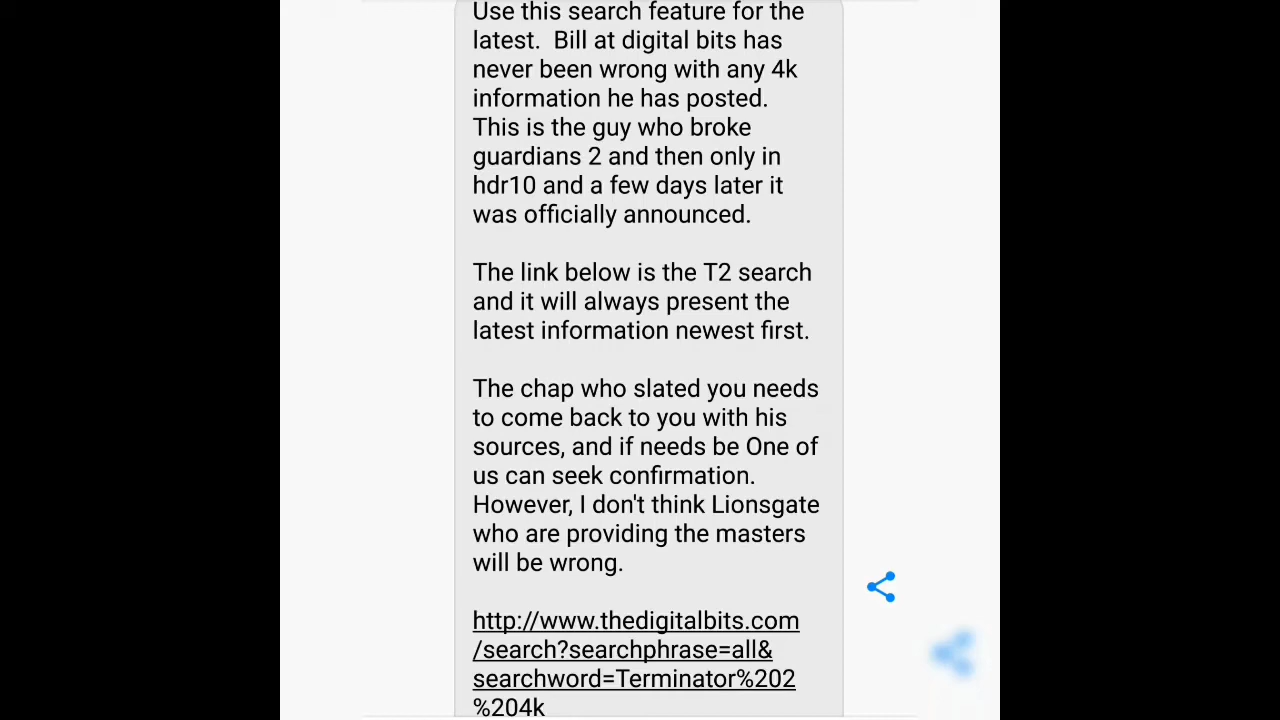 Use this search feature for the
latest.  Bill at digital bits has
never been wrong with any 4k
information he has posted.
This is the guy who broke
guardians 2 and then only in
hdr10 and a few days later it
was officially announced.
The link below is the T2 search
and it will always present the
latest information newest first.
The chap who slated you needs
to come back to you with his
sources, and if needs be One of
us can seek confirmation.
However, I don't think Lionsgate
who are providing the masters
will be wrong.
http://www.thedigitalbits.com
/search?searchphrase=all&
searchword=Terminator%202
%204k